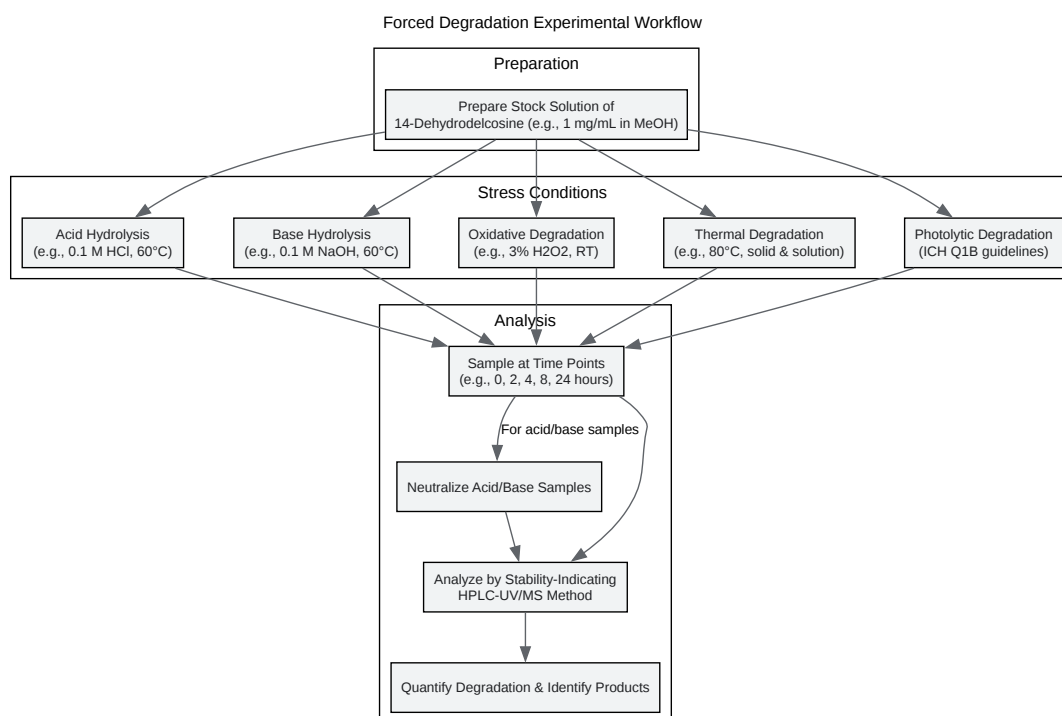 Forced Degradation Experimental Workflow
Preparation
Prepare Stock Solution of
14-Dehydrodelcosine (e.g., 1 mg/mL in MeOH)
Stress Conditions
Acid Hydrolysis
(e.g., 0.1 M HCl, 60°C)
Base Hydrolysis
(e.g., 0.1 M NaOH, 60°C)
Oxidative Degradation
(e.g., 3% H2O2, RT)
Thermal Degradation
(e.g., 80°C, solid & solution)
Photolytic Degradation
(ICH Q1B guidelines)
Analysis
Sample at Time Points
(e.g., 0, 2, 4, 8, 24 hours)
For acid/base samples
Neutralize Acid/Base Samples
Analyze by Stability-Indicating
HPLC-UV/MS Method
Quantify Degradation & Identify Products